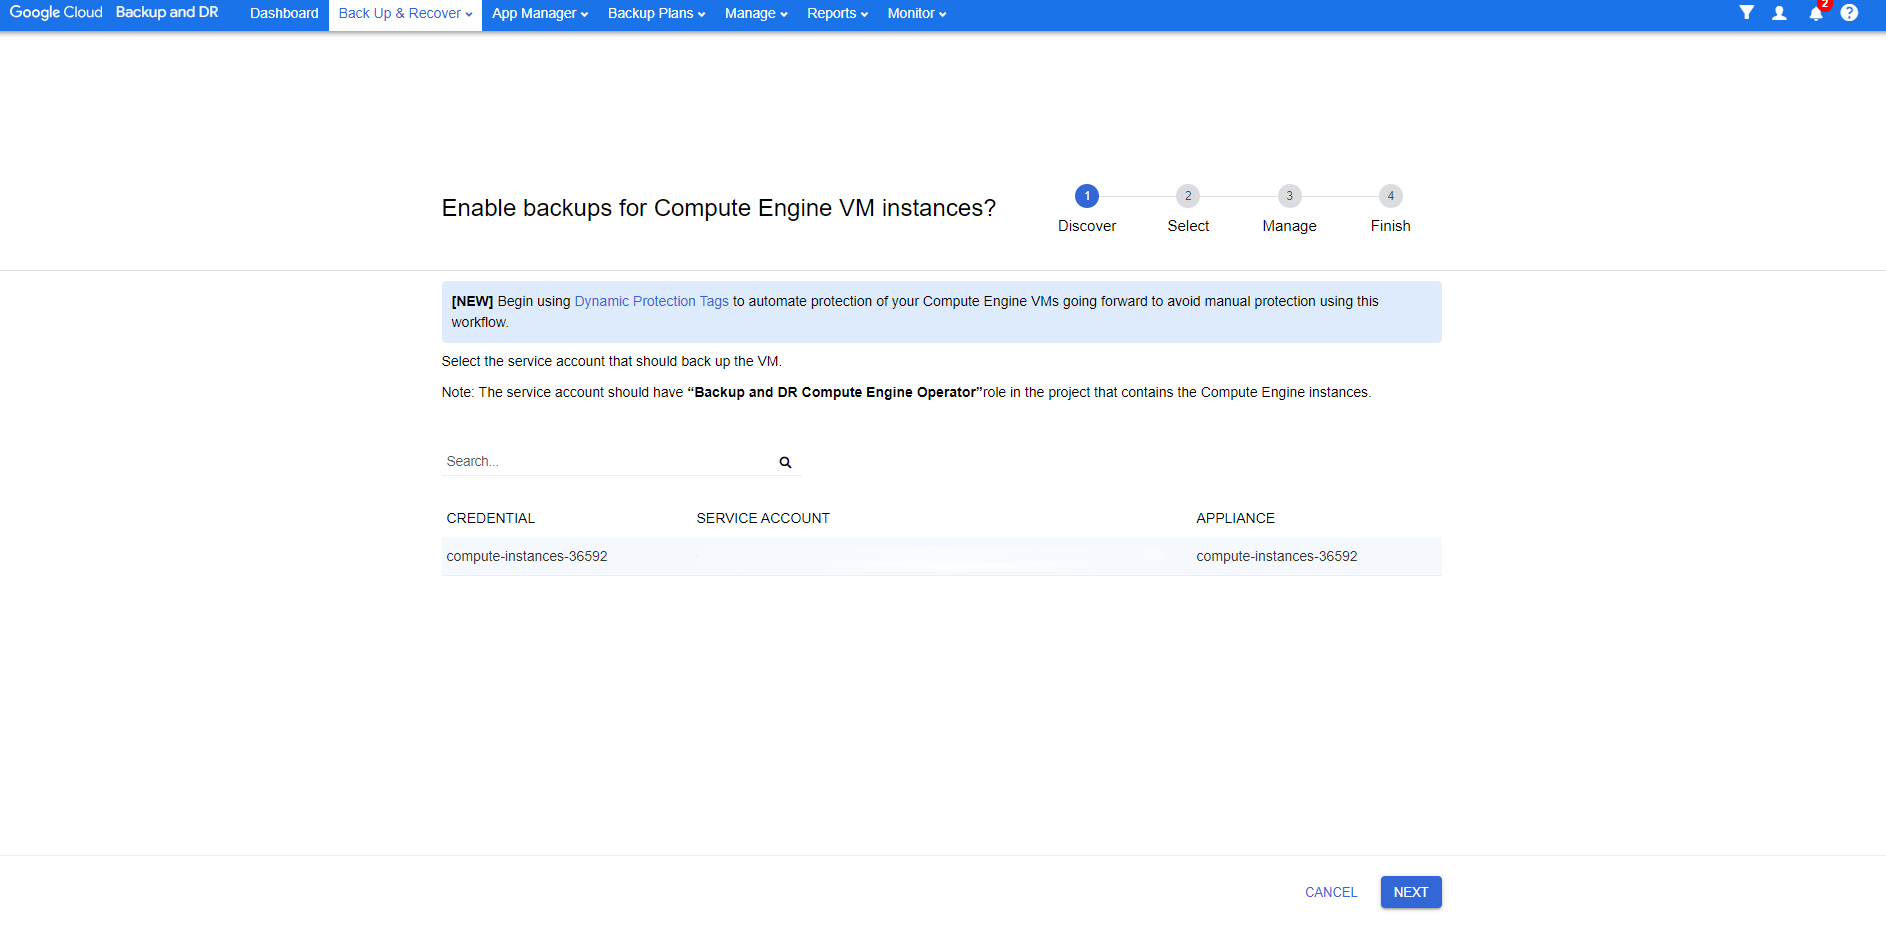 Google Cloud Backup and DR Dashboard Back Up & Recover App Manager Backup Plans Manage Reports Monitor 2 ?
Enable backups for Compute Engine VM instances?
1 2 3 4
Discover Select Manage Finish
[NEW] Begin using Dynamic Protection Tags to automate protection of your Compute Engine VMs going forward to avoid manual protection using this
workflow.
Select the service account that should back up the VM.
Note: The service account should have “Backup and DR Compute Engine Operator”role in the project that contains the Compute Engine instances.
Search...
CREDENTIAL SERVICE ACCOUNT APPLIANCE
compute-instances-36592 compute-instances-36592
CANCEL NEXT